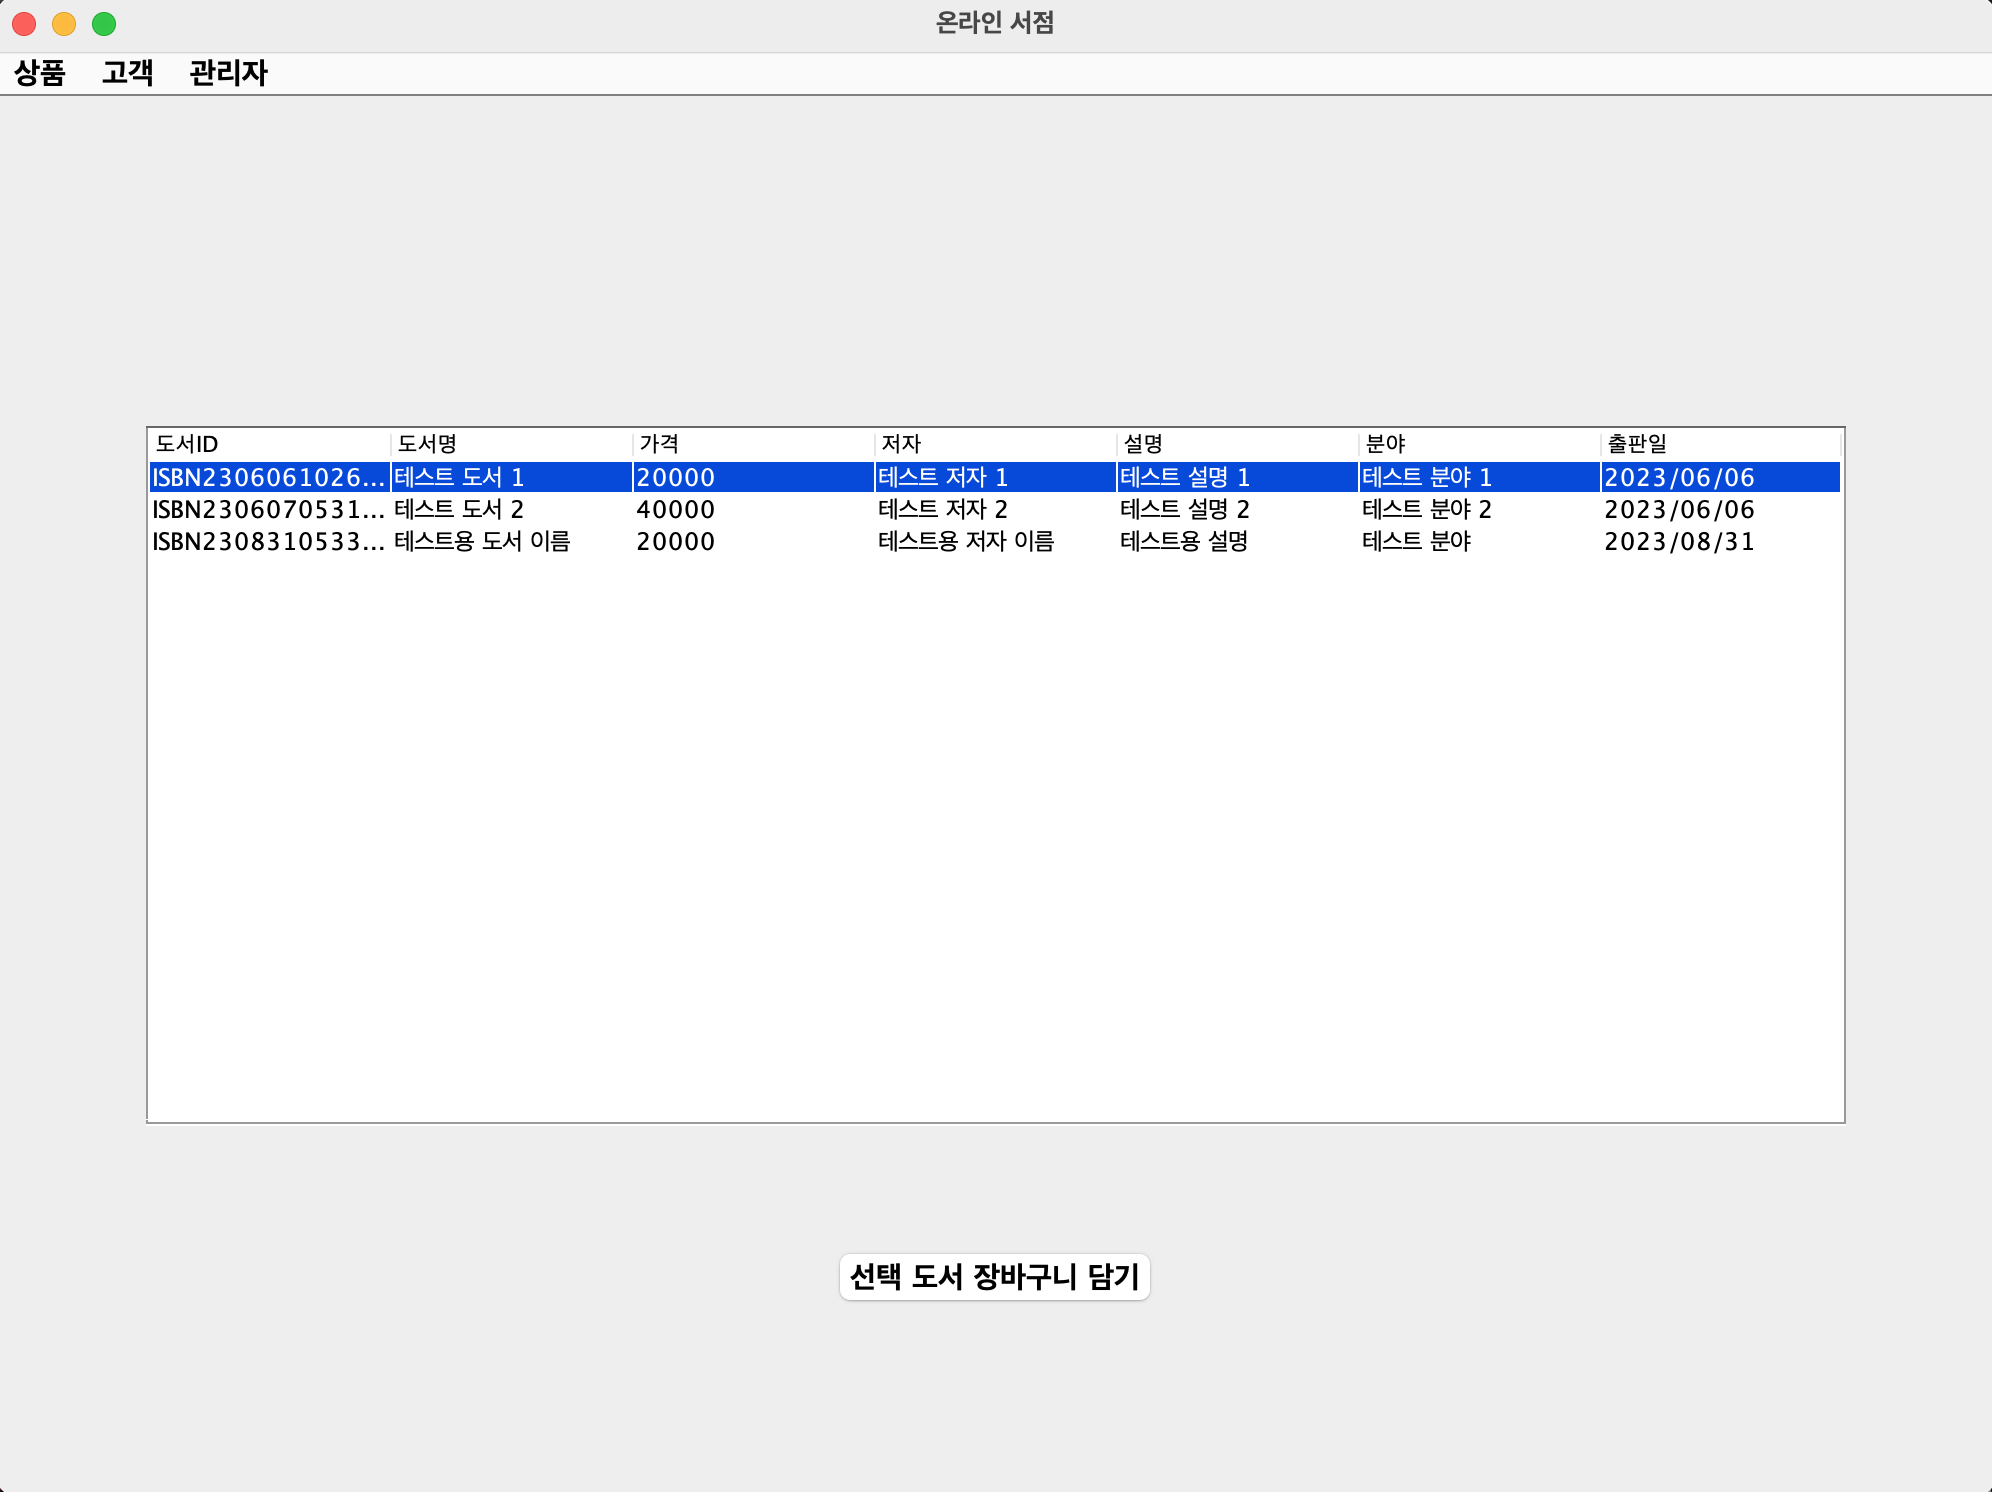 온라인 서점
상품 고객 관리자
도서ID 도서명 가격 저자 설명 분야 출판일
ISBN2306061026... 테스트 도서 1 20000 테스트 저자 1 테스트 설명 1 테스트 분야 1 2023/06/06
ISBN2306070531... 테스트 도서 2 40000 테스트 저자 2 테스트 설명 2 테스트 분야 2 2023/06/06
ISBN2308310533... 테스트용 도서 이름 20000 테스트용 저자 이름 테스트용 설명 테스트 분야 2023/08/31
선택 도서 장바구니 담기